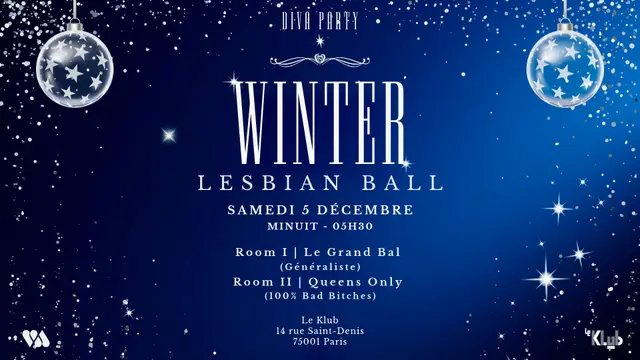 DIVA PARTY
WINTER
LESBIAN BALL
SAMEDI 5 DÉCEMBRE
MINUIT - 05H30
Room I | Le Grand Bal
(Généraliste)
Room II | Queens Only
(100% Bad Bitches)
Le Klub
14 rue Saint-Denis
75001 Paris
Le KLub